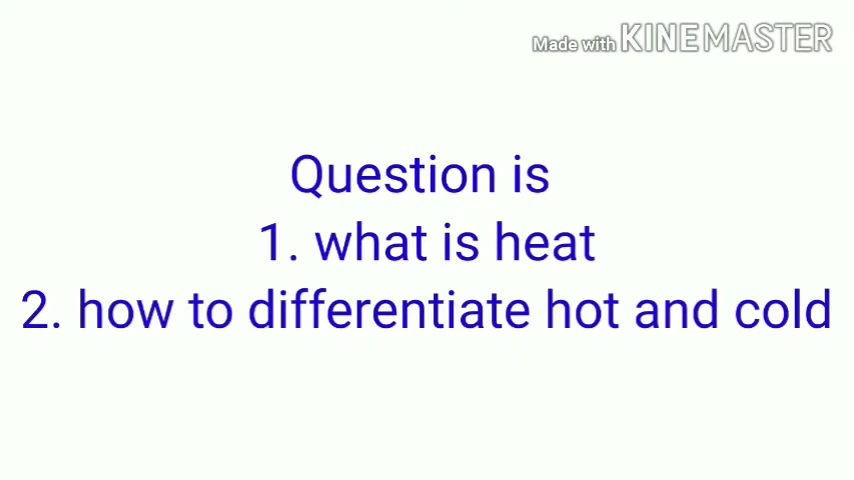 Made with KINEMASTER
Question is
1. what is heat
2. how to differentiate hot and cold